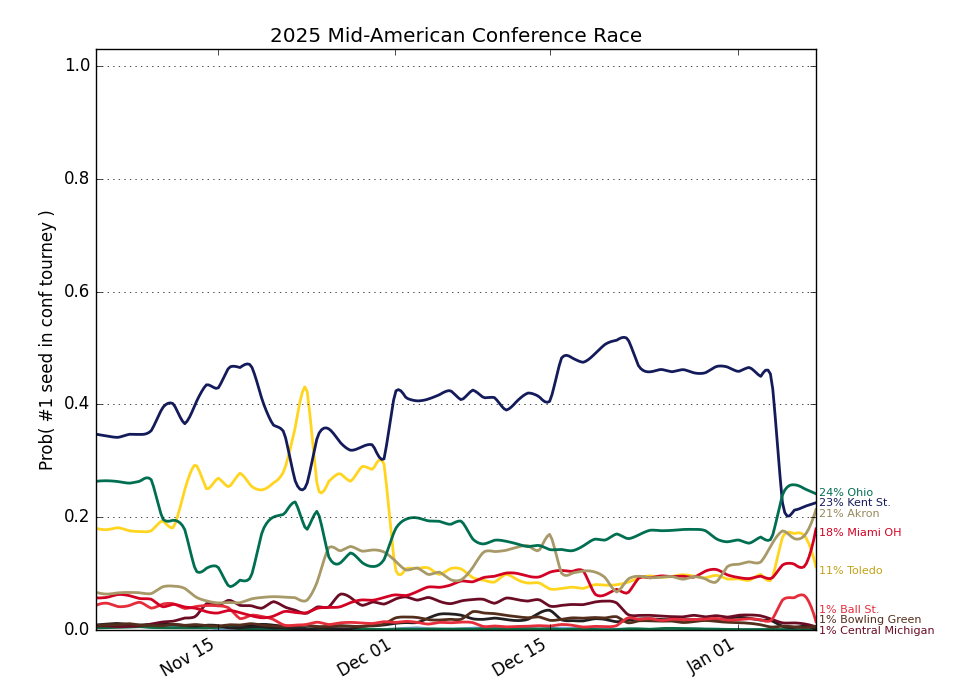 2025 Mid-American Conference Race
Prob( #1 seed in conf tourney )
1.0
0.8
0.6
0.4
0.2
0.0
Nov 15
Dec 01
Dec 15
Jan 01
24% Ohio
23% Kent St.
21% Akron
18% Miami OH
11% Toledo
1% Ball St.
1% Bowling Green
1% Central Michigan